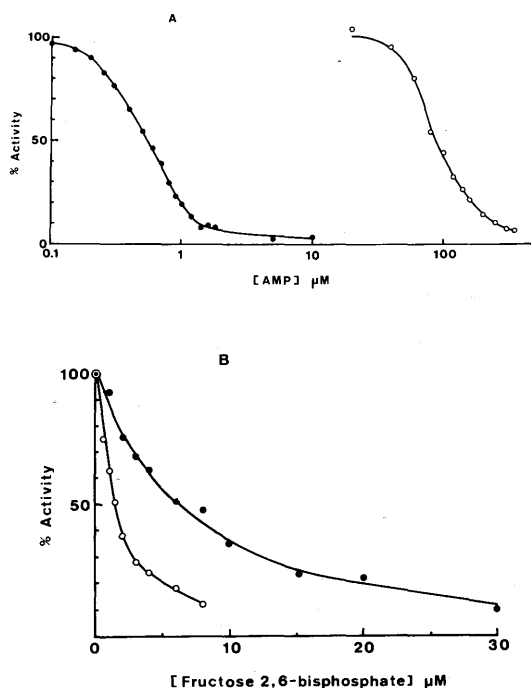 A
100
50
0
% Activity
0.1
1
10
100
[AMP] μM
B
100
50
% Activity
0
10
20
30
[Fructose 2,6-bisphosphate] μM